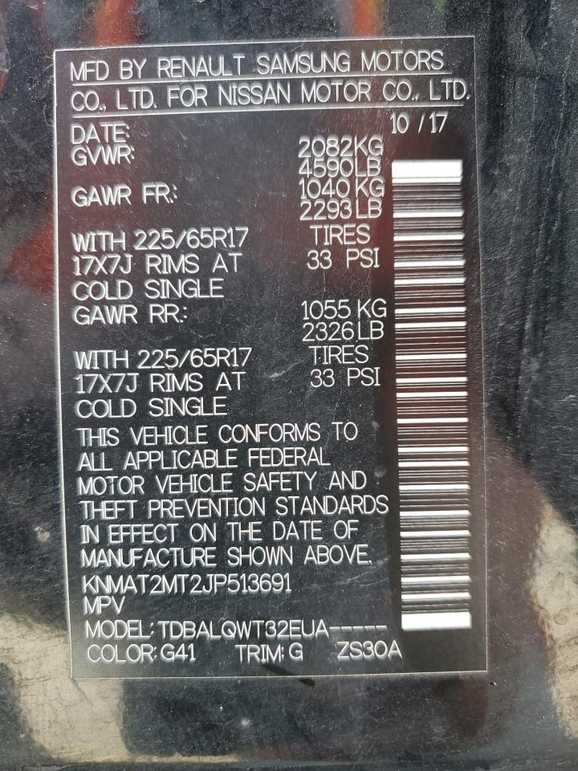 MFD BY RENAULT SAMSUNG MOTORS
CO., LTD. FOR NISSAN MOTOR CO., LTD.
DATE: 10 / 17
GVWR: 2082KG
4590LB
GAWR FR: 1040 KG
2293 LB
WITH 225/65R17 TIRES
17X7J RIMS AT 33 PSI
COLD SINGLE
GAWR RR: 1055 KG
2326 LB
WITH 225/65R17 TIRES
17X7J RIMS AT 33 PSI
COLD SINGLE
THIS VEHICLE CONFORMS TO
ALL APPLICABLE FEDERAL
MOTOR VEHICLE SAFETY AND
THEFT PREVENTION STANDARDS
IN EFFECT ON THE DATE OF
MANUFACTURE SHOWN ABOVE.
KNMAT2MT2JP513691
MPV
MODEL: TDBALQWT32EUA-----
COLOR: G41 TRIM: G ZS30A